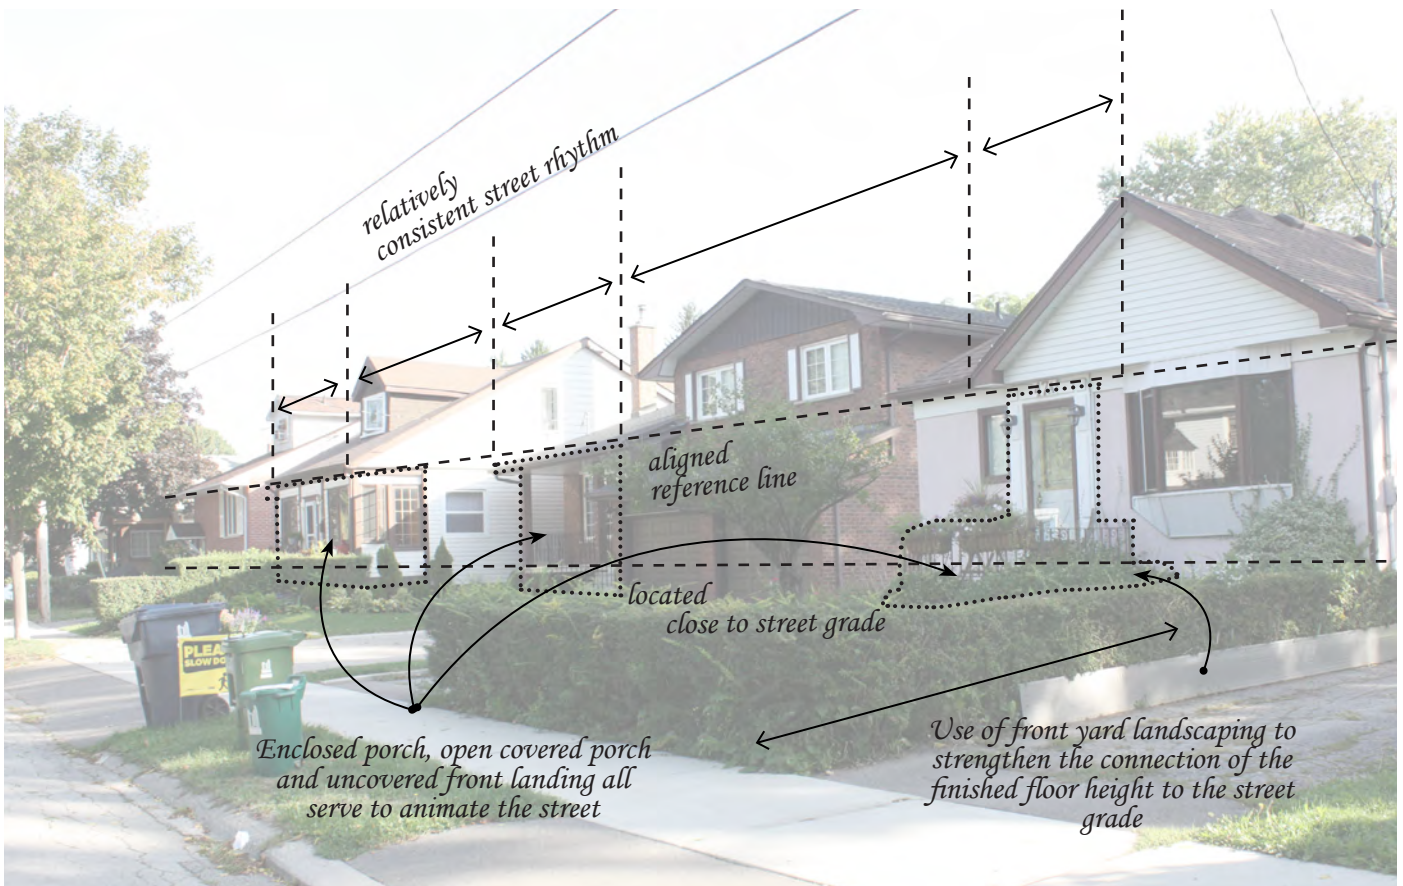 relatively
consistent street rhythm
aligned
reference line
located
close to street grade
PLEA
SLOW DO
Enclosed porch, open covered porch
and uncovered front landing all
serve to animate the street
Use of front yard landscaping to
strengthen the connection of the
finished floor height to the street
grade